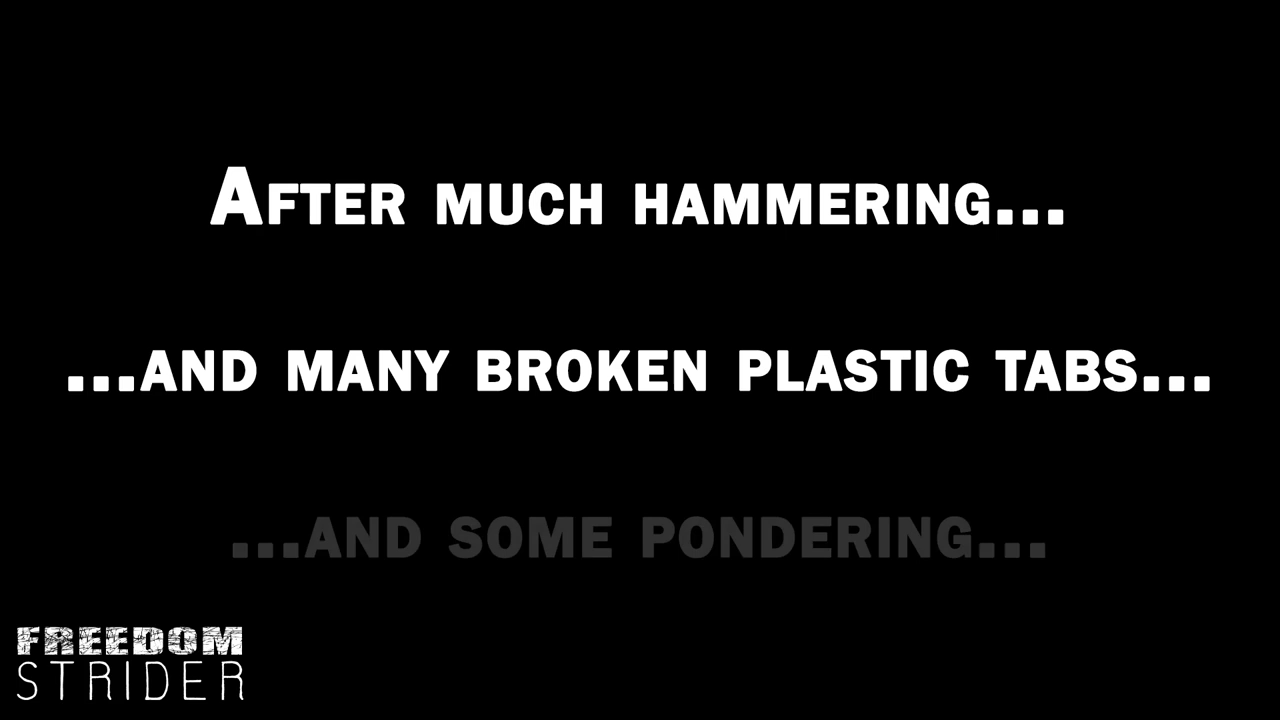 After much hammering...
...and many broken plastic tabs...
...and some pondering...
FREEDOM
STRIDER